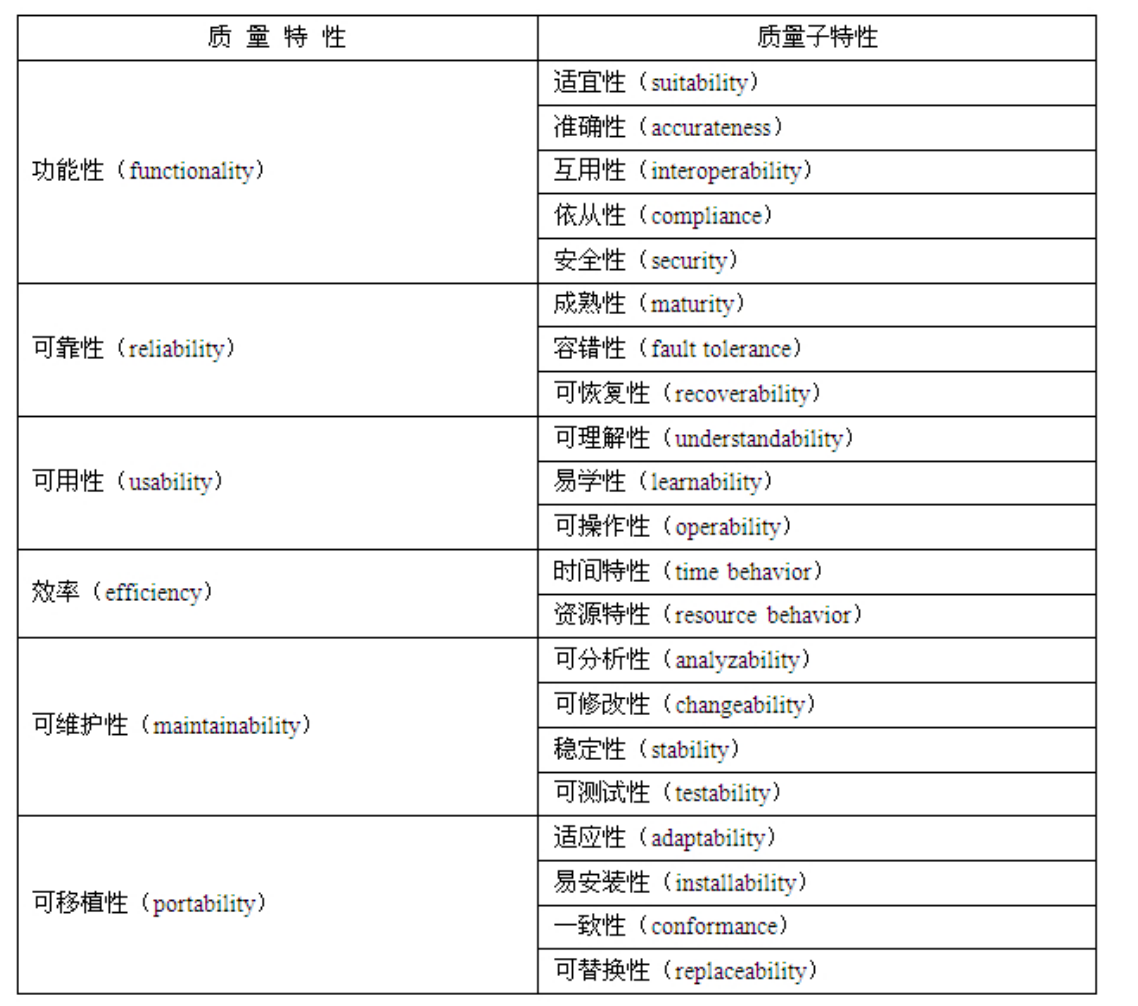 质 量 特 性
质量子特性
功能性（functionality）
适宜性（suitability）
准确性（accurateness）
互用性（interoperability）
依从性（compliance）
安全性（security）
可靠性（reliability）
成熟性（maturity）
容错性（fault tolerance）
可恢复性（recoverability）
可用性（usability）
可理解性（understandability）
易学性（learnability）
可操作性（operability）
效率（efficiency）
时间特性（time behavior）
资源特性（resource behavior）
可维护性（maintainability）
可分析性（analyzability）
可修改性（changeability）
稳定性（stability）
可测试性（testability）
可移植性（portability）
适应性（adaptability）
易安装性（installability）
一致性（conformance）
可替换性（replaceability）